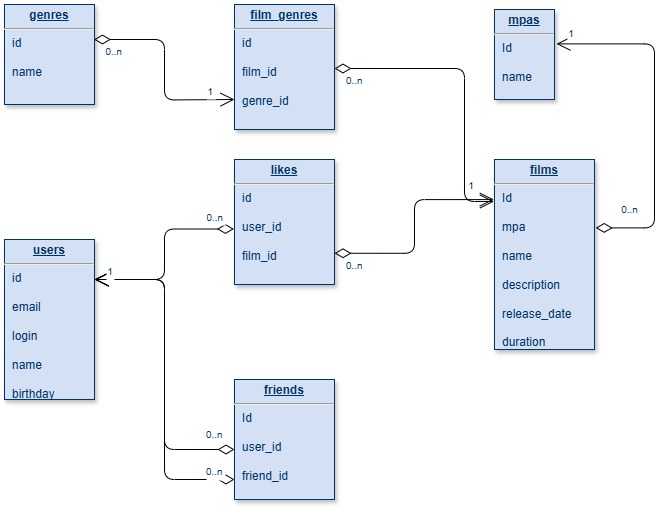 genres
id
name
0..n
1
film_genres
id
film_id
genre_id
0..n
mpas
Id
name
1
likes
id
user_id
film_id
0..n
0..n
1
films
Id
mpa
name
description
release_date
duration
0..n
users
id
email
login
name
birthday
1
friends
Id
user_id
friend_id
0..n
0..n